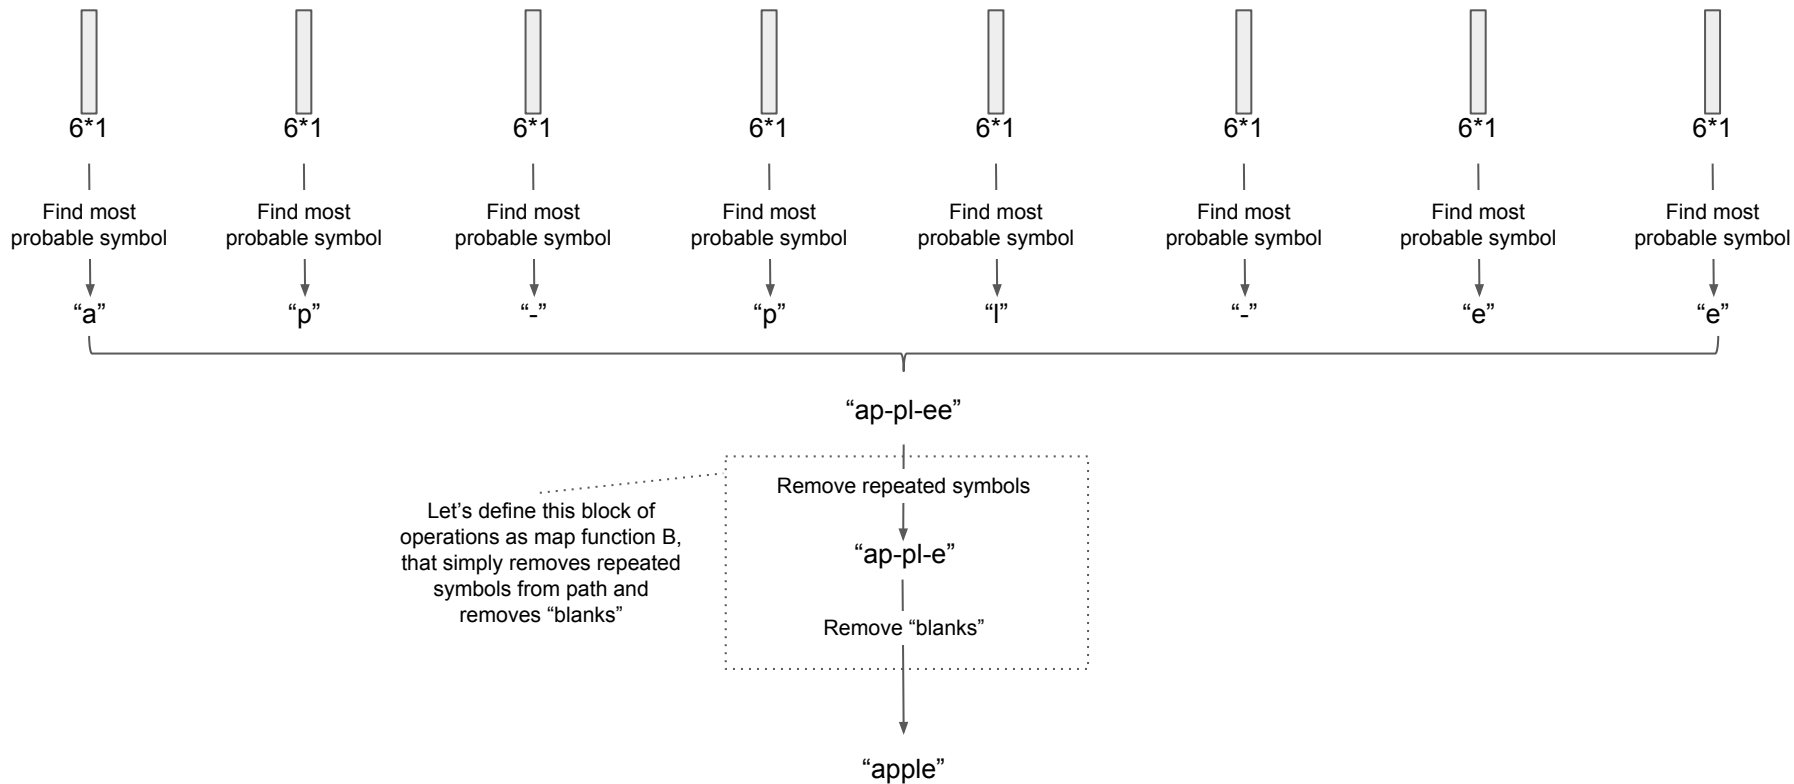 6*1 6*1 6*1 6*1 6*1 6*1 6*1 6*1
Find most Find most Find most Find most Find most Find most Find most Find most
probable symbol probable symbol probable symbol probable symbol probable symbol probable symbol probable symbol probable symbol
“a” “p” “-” “p” “l” “-” “e” “e”
“ap-pl-ee”
Remove repeated symbols
Let’s define this block of
operations as map function B,
that simply removes repeated
symbols from path and
removes “blanks”
“ap-pl-e”
Remove “blanks”
“apple”